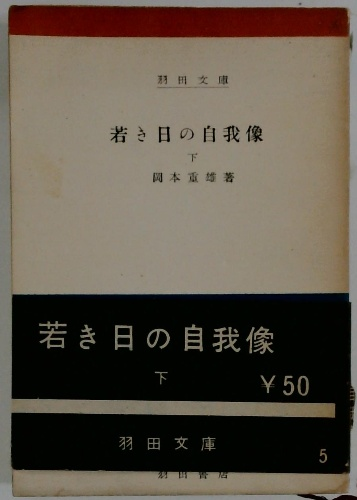 羽田文庫
若き日の自我像
下
岡本重雄著
若き日の自我像
下
¥50
羽田文庫
5
羽田書店